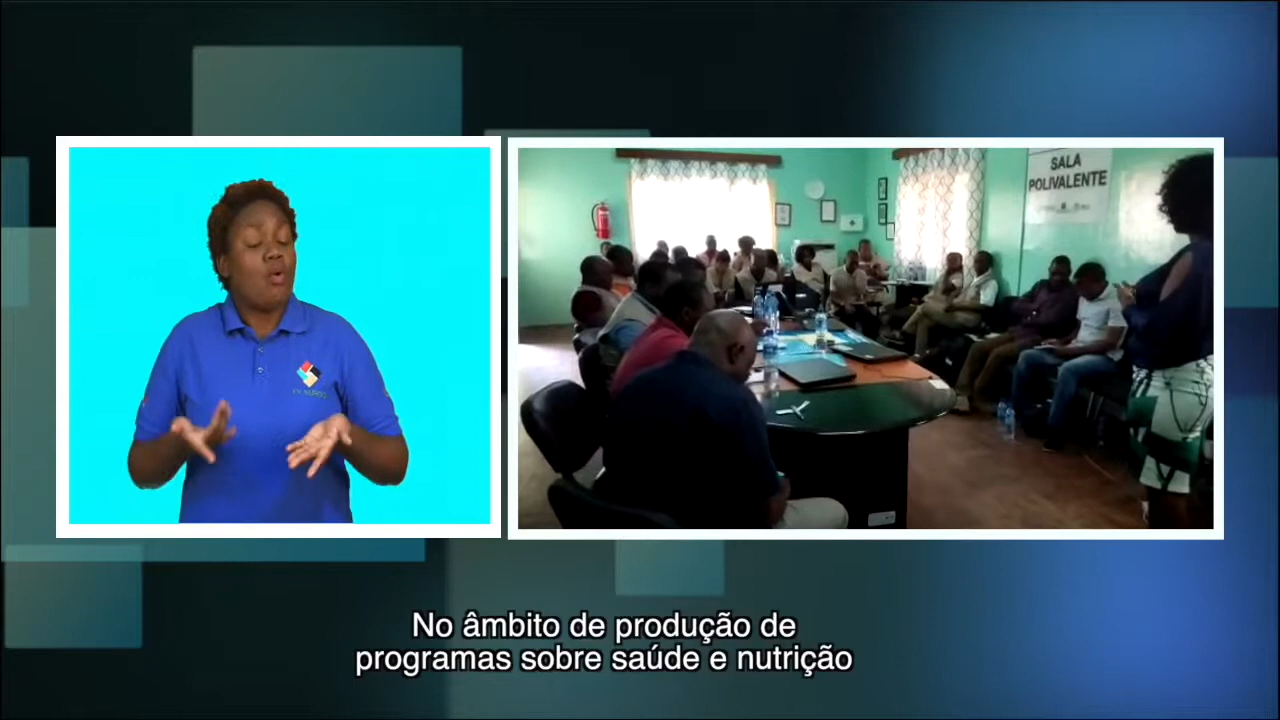 SALA
POLIVALENTE
No âmbito de produção de
programas sobre saúde e nutrição